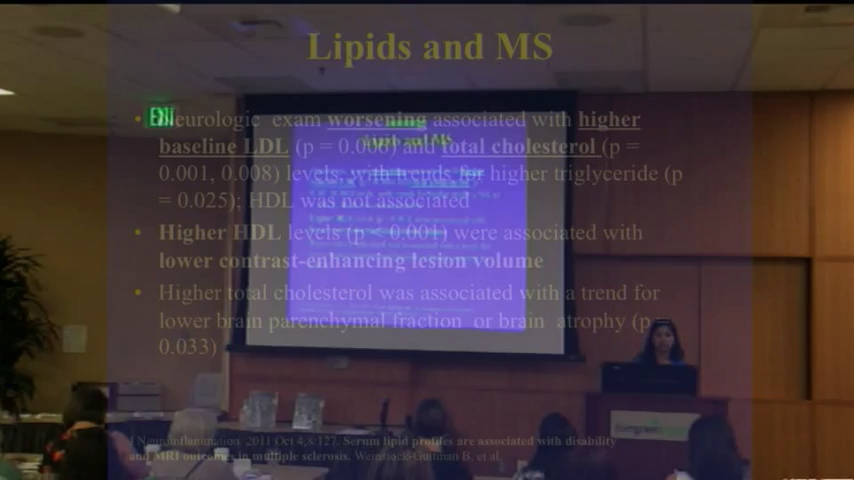 Lipids and MS
• Neurologic exam worsening associated with higher
baseline LDL (p = 0.006) and total cholesterol (p =
0.001, 0.008) levels, with trends for higher triglyceride (p
= 0.025); HDL was not associated
• Higher HDL levels (p < 0.001) were associated with
lower contrast-enhancing lesion volume
• Higher total cholesterol was associated with a trend for
lower brain parenchymal fraction or brain atrophy (p
0.033)
J Neuroinflammation. 2011 Oct 4;8:127. Serum lipid profiles are associated with disability
and MRI outcomes in multiple sclerosis. Weinstock-Guttman B, et al.
EXIT
Lipids and MS
Evergreen